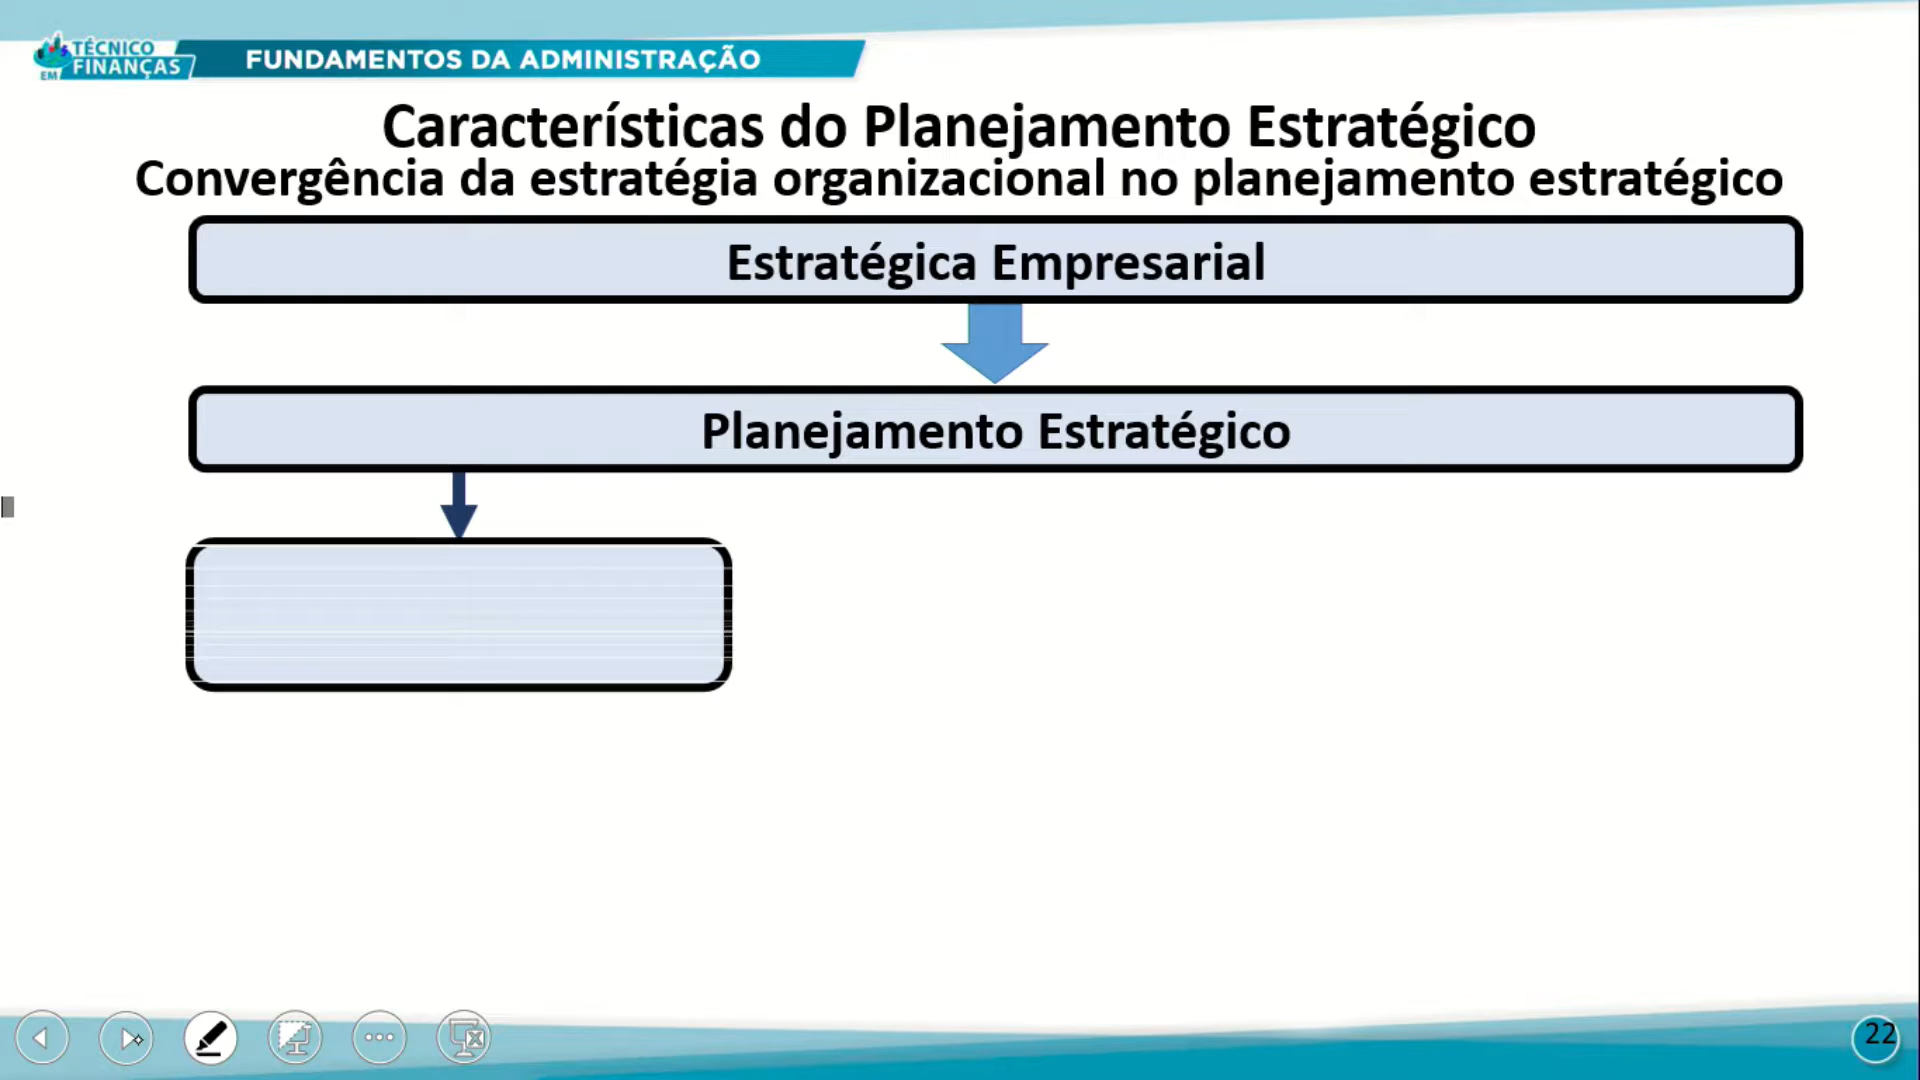 TÉCNICO
EM FINANÇAS
FUNDAMENTOS DA ADMINISTRAÇÃO
Características do Planejamento Estratégico
Convergência da estratégia organizacional no planejamento estratégico
Estratégica Empresarial
Planejamento Estratégico
22